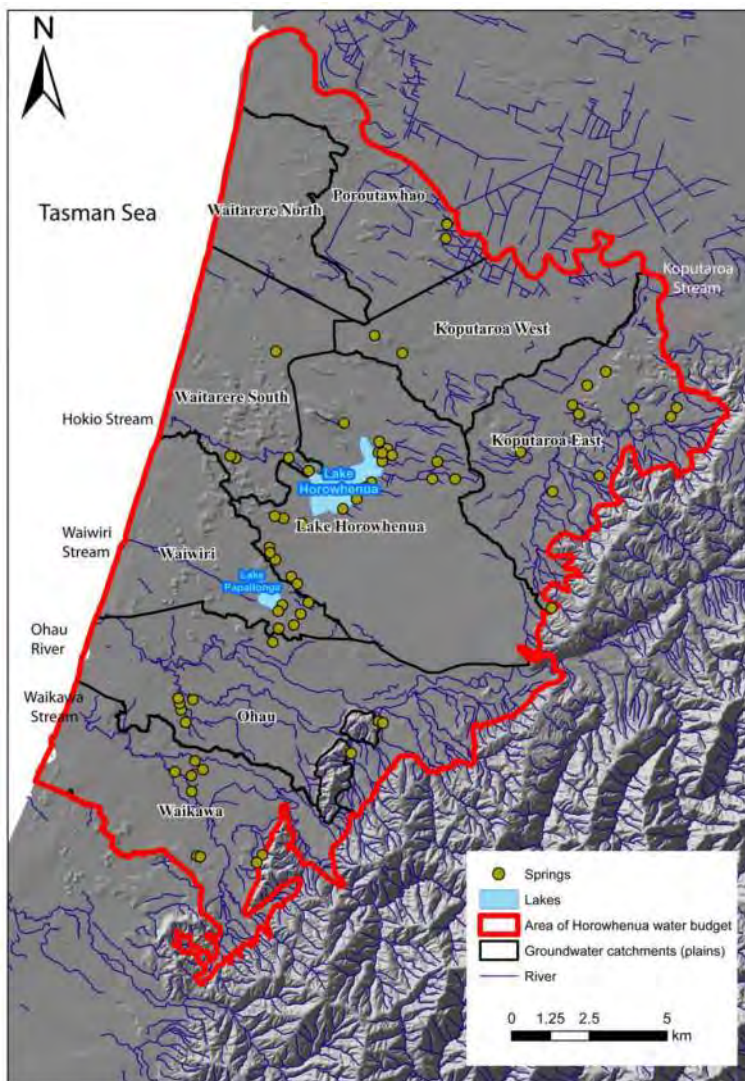 N
Tasman Sea
Waitarere North
Poroutawhao
Koputaroa
Stream
Koputaroa West
Waitarere South
Hokio Stream
Koputaroa East
Lake
Horowhenua
Lake Horowhenua
Waiwiri
Stream
Waiwiri
Lake
Papaitonga
Ohau
River
Waikawa
Stream
Ohau
Waikawa
Springs
Lakes
Area of Horowhenua water budget
Groundwater catchments (plains)
River
0 1.25 2.5 5
km